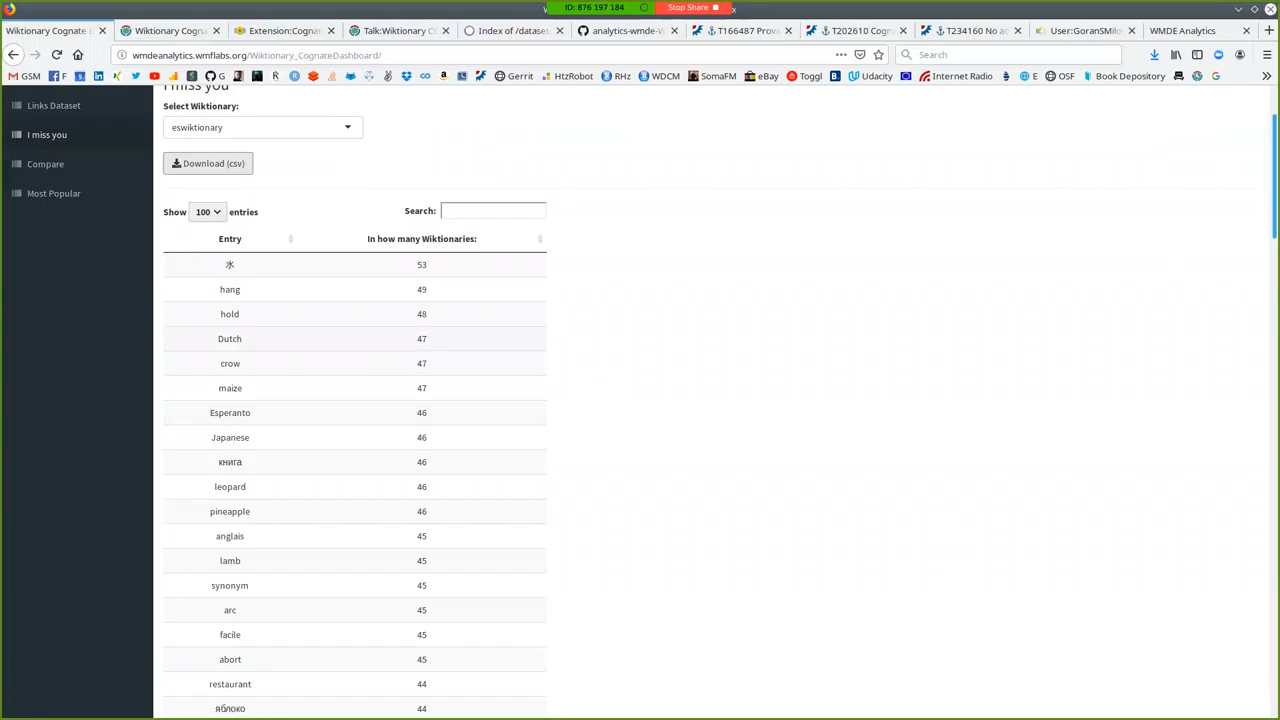 ID: 876 197 184 Stop Share
Wiktionary Cognate D
Wiktionary Cognate
Extension:Cognat
Talk:Wiktionary C
Index of /dataset
analytics-wmde-W
T166487 Provi
T202610 Cogn
T234160 No ac
User:GoranSMilo
WMDE Analytics
wmdeanalytics.wmflabs.org/Wiktionary_CognateDashboard/
Search
GSM F G Gerrit HtzRobot RHz WDCM SomaFM eBay Toggl Udacity Internet Radio E OSF Book Depository
Links Dataset
I miss you
Compare
Most Popular
I miss you
Select Wiktionary:
eswiktionary
Download (csv)
Show 100 entries Search:
Entry In how many Wiktionaries:
水 53
hang 49
hold 48
Dutch 47
crow 47
maize 47
Esperanto 46
Japanese 46
книга 46
leopard 46
pineapple 46
anglais 45
lamb 45
synonym 45
arc 45
facile 45
abort 45
restaurant 44
яблоко 44